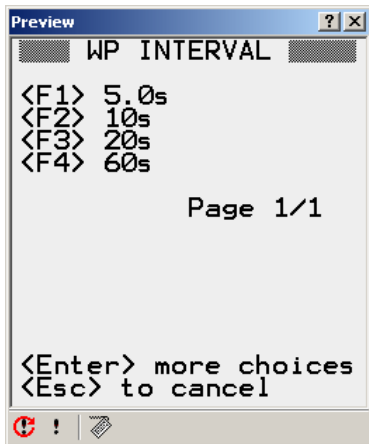 Preview
WP INTERVAL
<F1> 5.0s
<F2> 10s
<F3> 20s
<F4> 60s
Page 1/1
<Enter> more choices
<Esc> to cancel